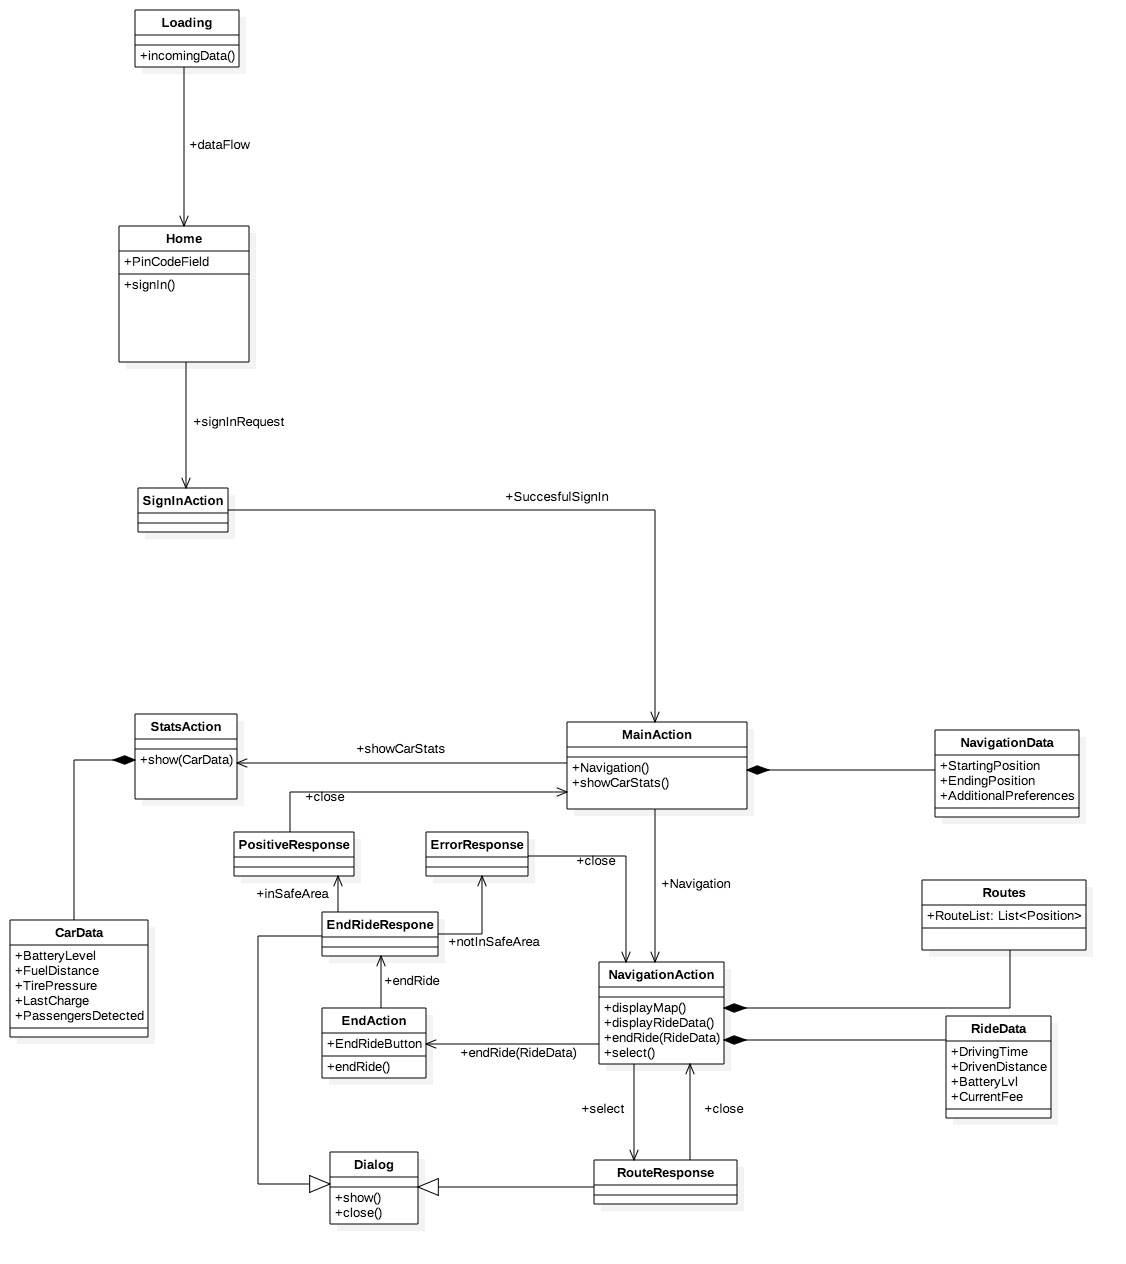 Loading
+incomingData()
+dataFlow
Home
+PinCodeField
+signIn()
+signInRequest
SignInAction
+SuccesfulSignIn
StatsAction
+show(CarData)
+showCarStats
MainAction
+Navigation()
+showCarStats()
NavigationData
+StartingPosition
+EndingPosition
+AdditionalPreferences
+close
PositiveResponse
ErrorResponse
+close
+Navigation
+inSafeArea
EndRideRespone
+notInSafeArea
Routes
+RouteList: List<Position>
CarData
+BatteryLevel
+FuelDistance
+TirePressure
+LastCharge
+PassengersDetected
+endRide
NavigationAction
+displayMap()
+displayRideData()
+endRide(RideData)
+select()
EndAction
+EndRideButton
+endRide()
+endRide(RideData)
RideData
+DrivingTime
+DrivenDistance
+BatteryLvl
+CurrentFee
+select
+close
Dialog
+show()
+close()
RouteResponse